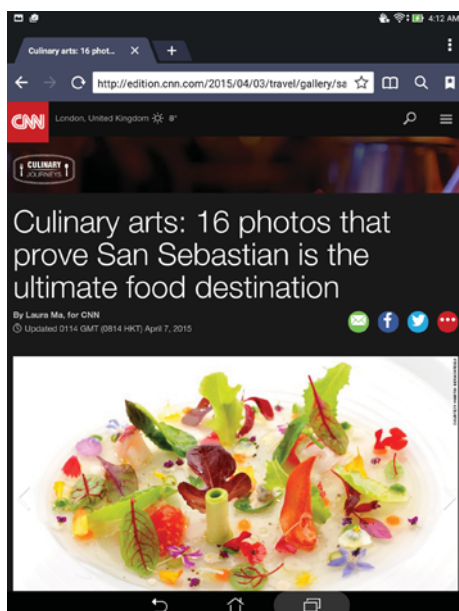 4:12 AM
Culinary arts: 16 phot...
http://edition.cnn.com/2015/04/03/travel/gallery/sa
CNN
London, United Kingdom 8°
CULINARY
JOURNEYS
Culinary arts: 16 photos that
prove San Sebastian is the
ultimate food destination
By Laura Ma, for CNN
Updated 0114 GMT (0814 HKT) April 7, 2015